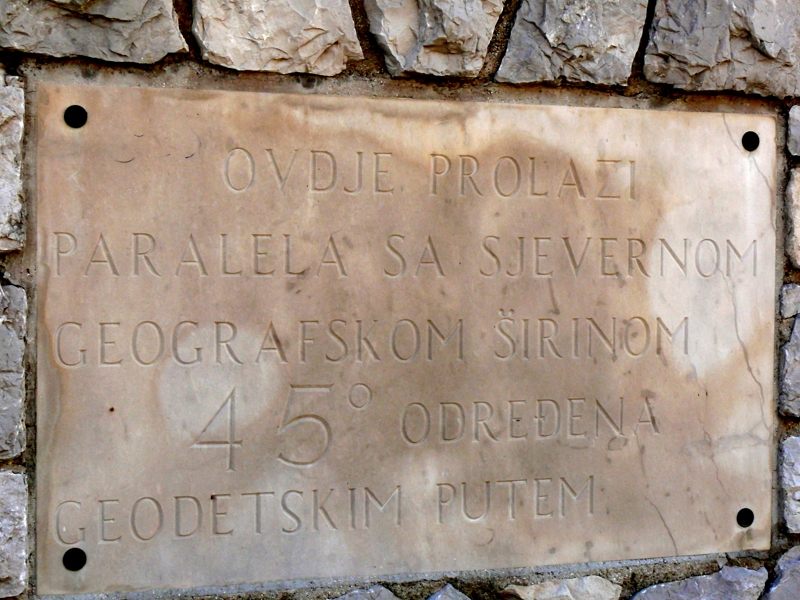 OVDJE PROLAZI
PARALELA SA SJEVERNOM
GEOGRAFSKOM ŠIRINOM
45° ODREĐENA
GEODETSKIM PUTEM